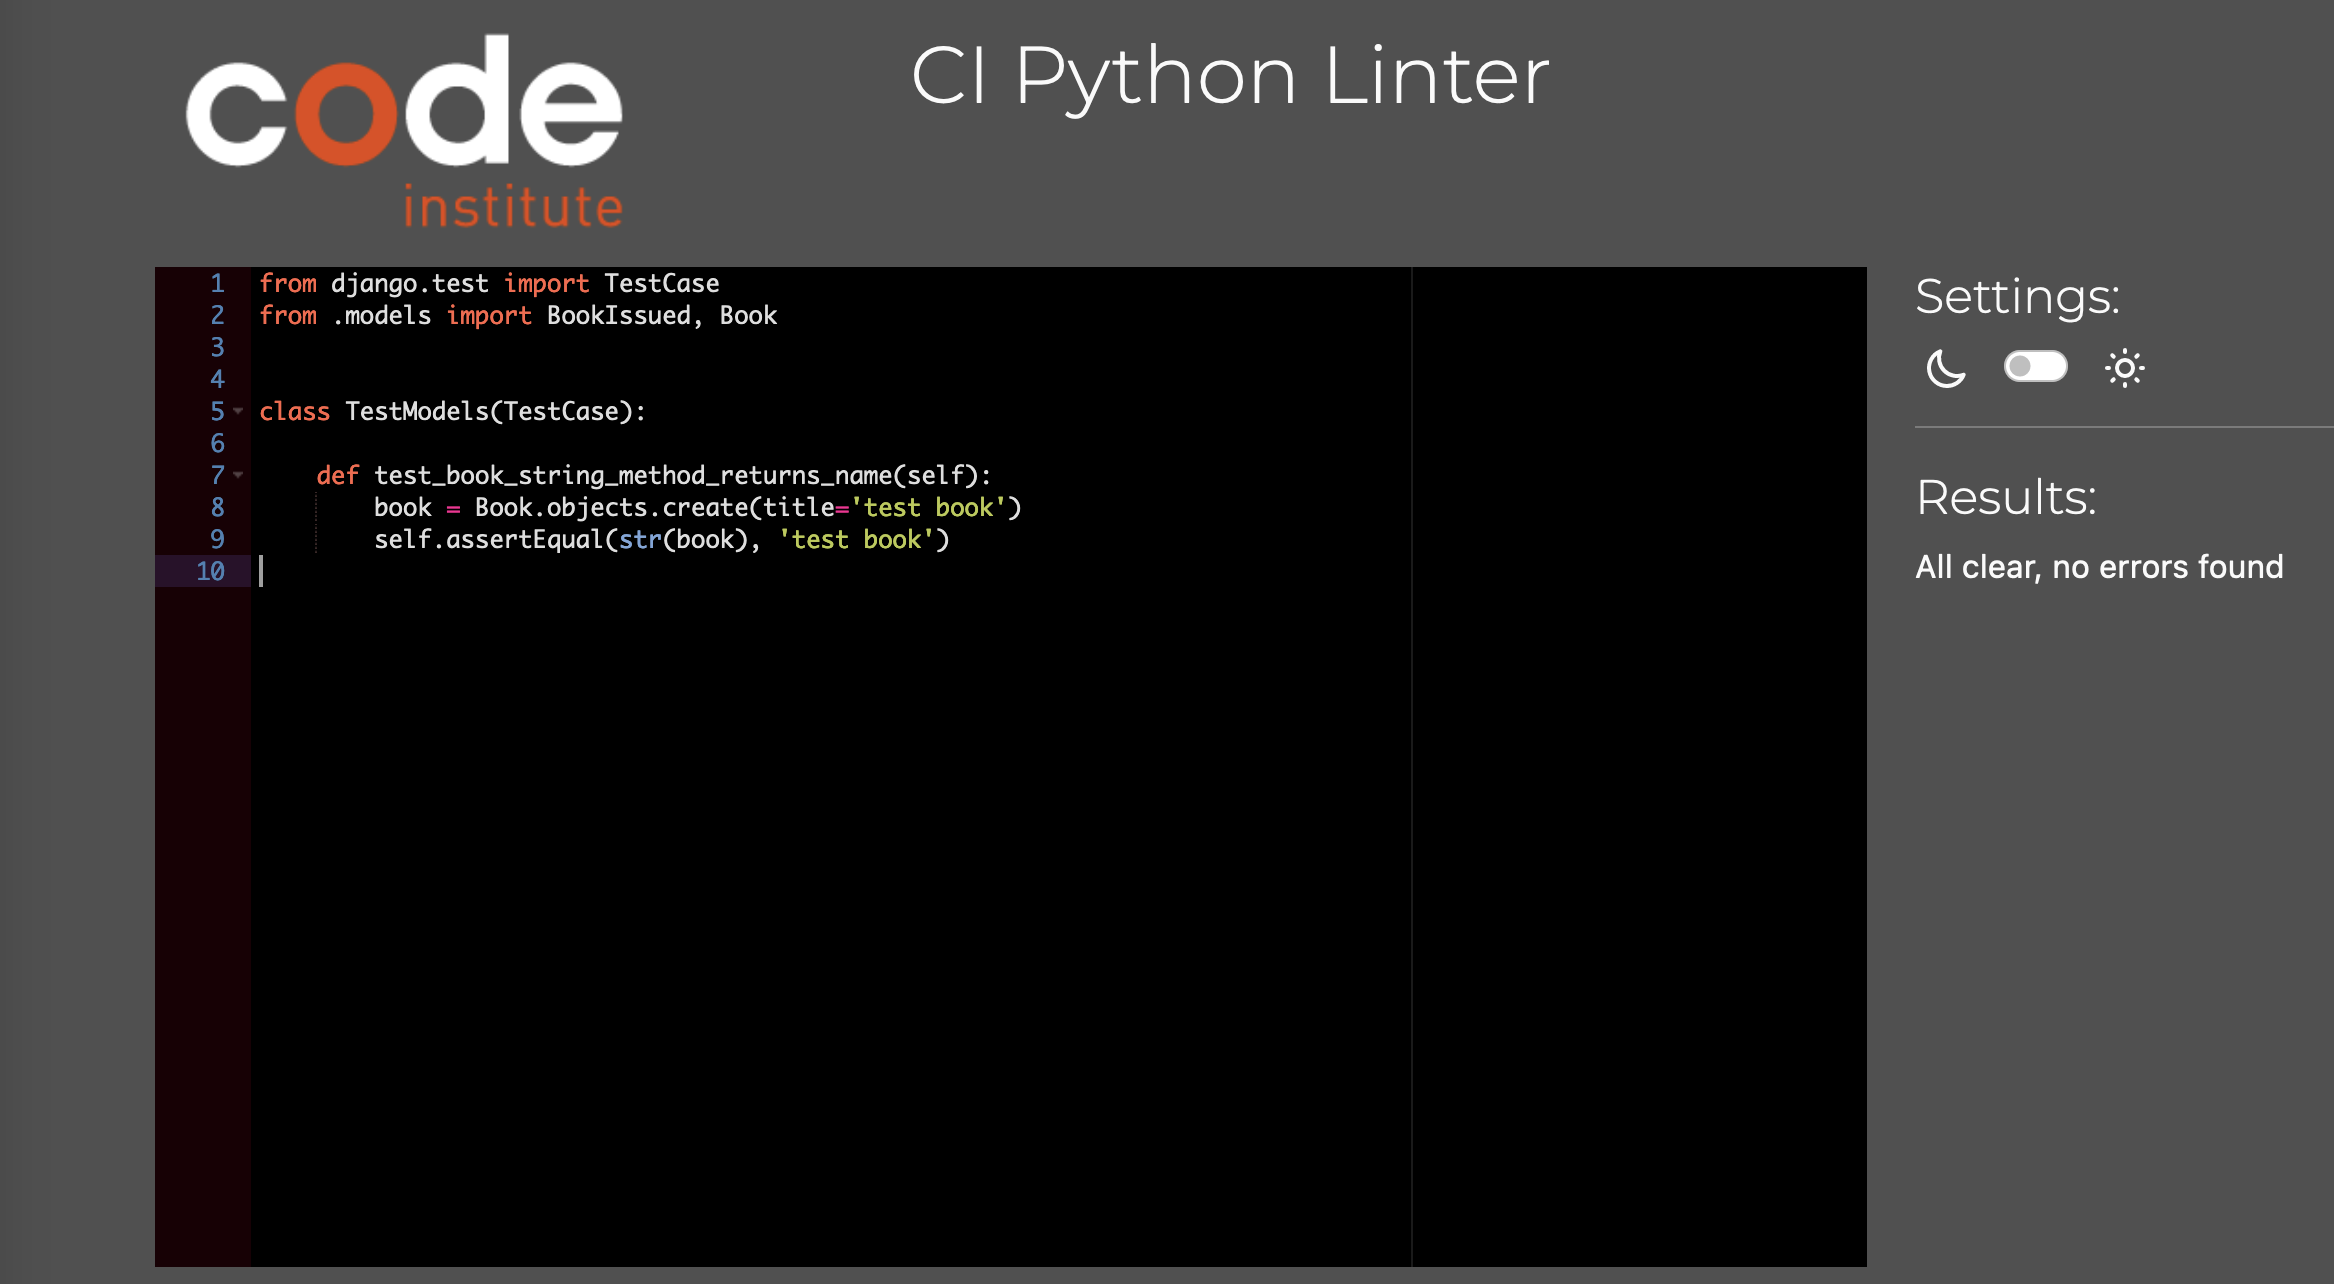 code
institute
CI Python Linter
1 from django.test import TestCase
2 from .models import BookIssued, Book
3
4
5 class TestModels(TestCase):
6
7     def test_book_string_method_returns_name(self):
8         book = Book.objects.create(title='test book')
9         self.assertEqual(str(book), 'test book')
10
Settings:
Results:
All clear, no errors found